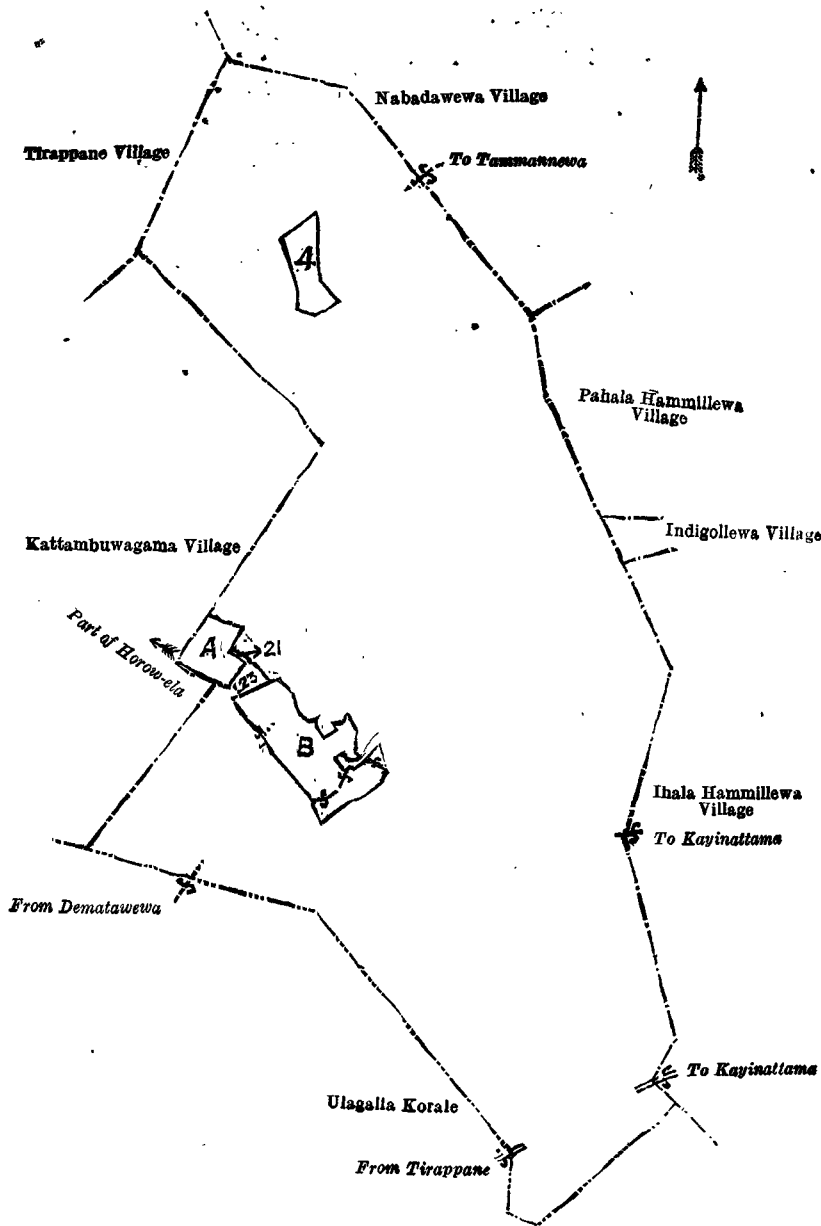 Nabadawewa Village
Tirappane Village
To Tammannewa
4
Pahala Hammillewa
Village
Indigollewa Village
Kattambuwagama Village
Part of Horow-ela
A
21
23
B
Ihala Hammillewa
Village
To Kayinattama
From Dematawewa
To Kayinattama
Ulagalla Korale
From Tirappane